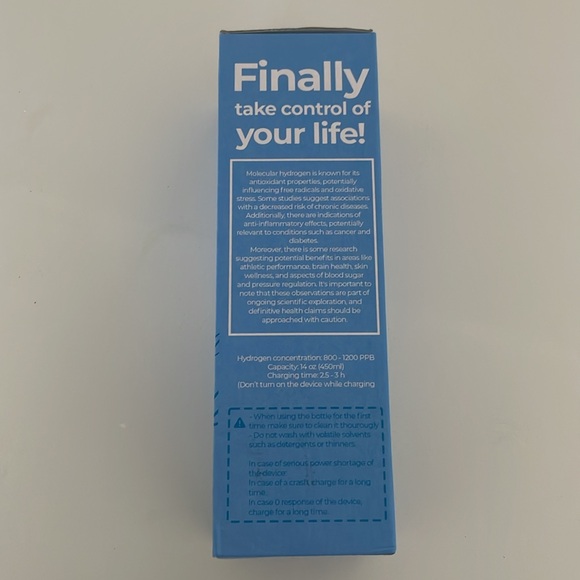 Finally
take control of
your life!
Molecular hydrogen is known for its
antioxidant properties, potentially
influencing free radicals and oxidative
stress. Some studies suggest associations
with a decreased risk of chronic diseases.
Additionally, there are indications of
anti-inflammatory effects, potentially
relevant to conditions such as cancer and
diabetes.
Moreover, there is some research
suggesting potential benefits in areas like
athletic performance, brain health, skin
wellness, and aspects of blood sugar
and pressure regulation. It's important to
note that these observations are part of
ongoing scientific exploration, and
definitive health claims should be
approached with caution
Hydrogen concentration: 800 - 1200 PPB
Capacity: 14 oz (450ml)
Charging time: 2,5 - 3 h
(Don't turn on the device while charging
- When using the bottle for the first
time make sure to clean it thourougly
- Do not wash with volatile solvents
such as detergents or thinners.
In case of serious power shortage of
the device
In case of a crash, charge for a long
time.
In case 0 response of the device,
charge for a long time.